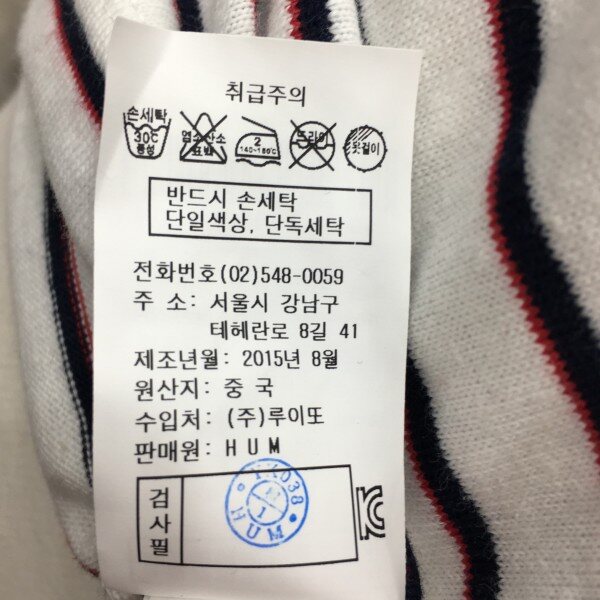 취급주의
손세탁
30℃
중성
염소산소
표백
2
140~160℃
드라이
옷걸이
반드시 손세탁
단일색상, 단독세탁
전화번호(02)548-0059
주 소: 서울시 강남구
테헤란로 8길 41
제조년월: 2015년 8월
원산지: 중 국
수입처: (주)루이또
판매원: H U M
검
사
필
HUM